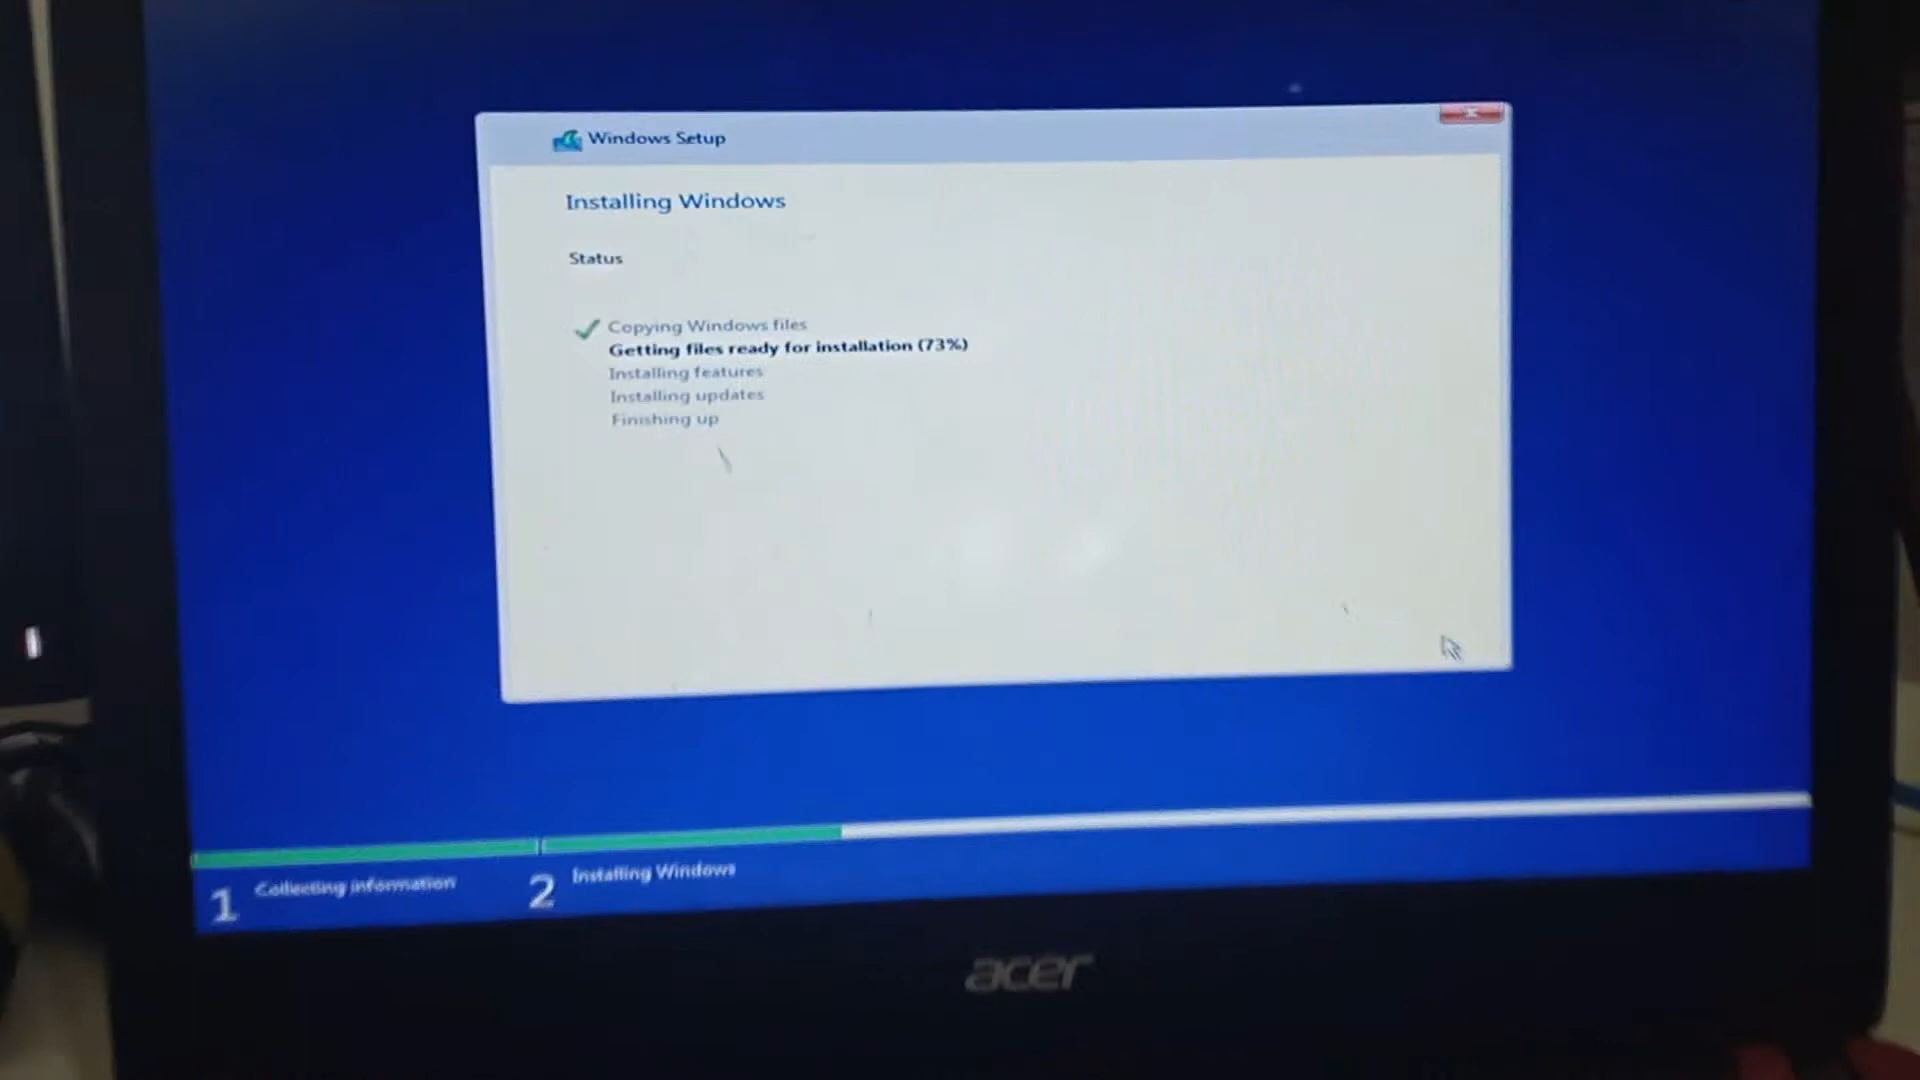 Windows Setup
Installing Windows
Status
Copying Windows files
Getting files ready for installation (73%)
Installing features
Installing updates
Finishing up
1 Collecting information
2 Installing Windows
acer